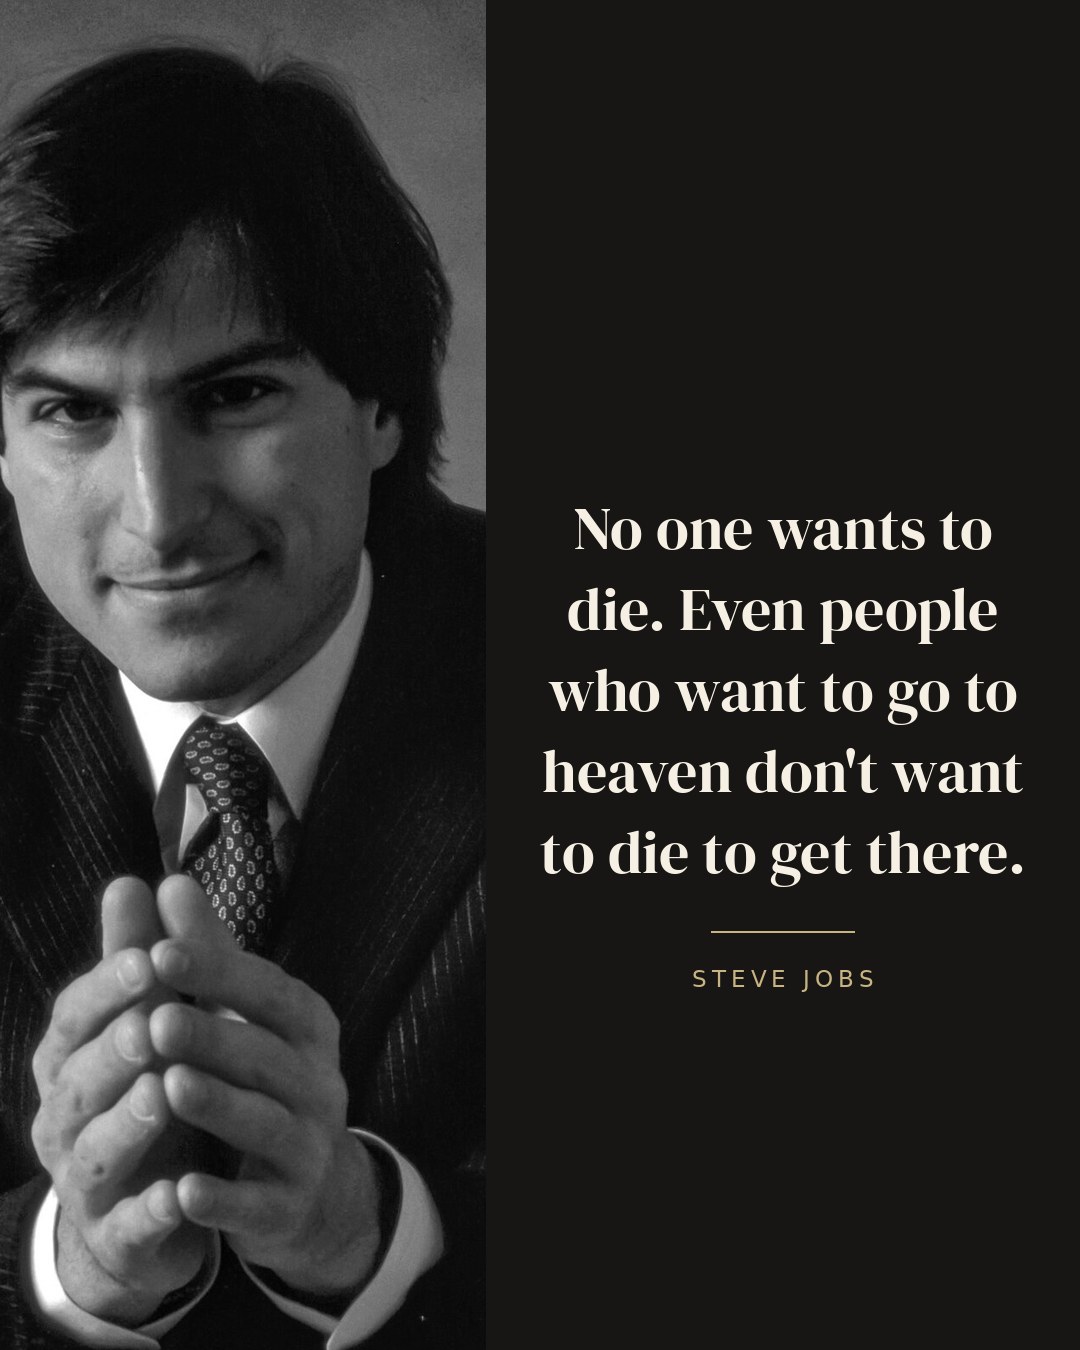 No one wants to
die. Even people
who want to go to
heaven don't want
to die to get there.
STEVE JOBS